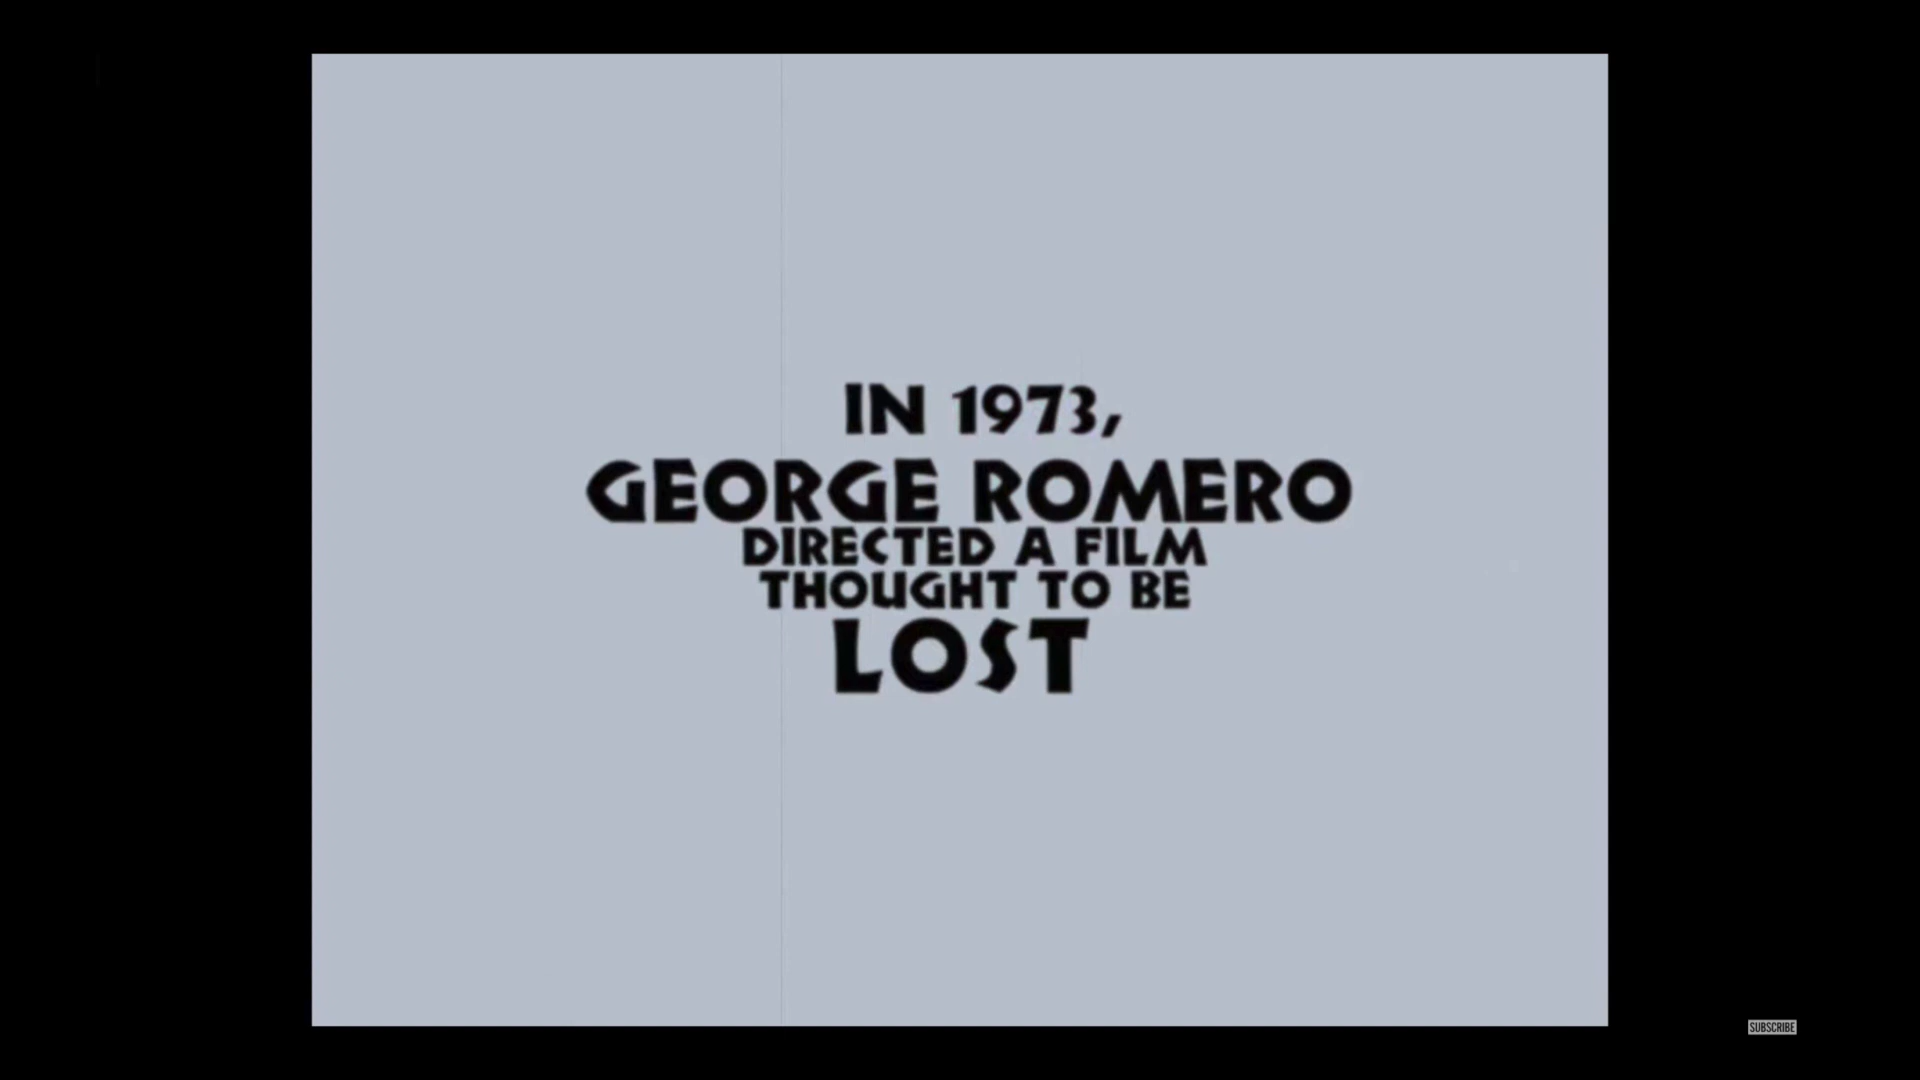 IN 1973,
GEORGE ROMERO
DIRECTED A FILM
THOUGHT TO BE
LOST
SUBSCRIBE